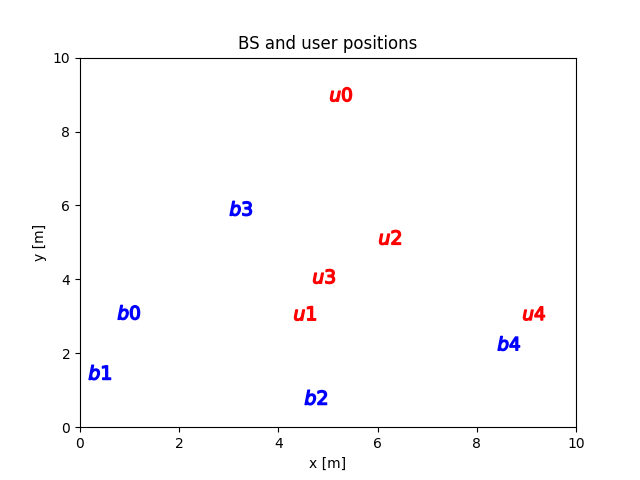 BS and user positions
10
u0
8
6
b3
u2
y [m]
4
u3
b0
u1
u4
2
b4
b1
b2
0
0 2 4 6 8 10
x [m]